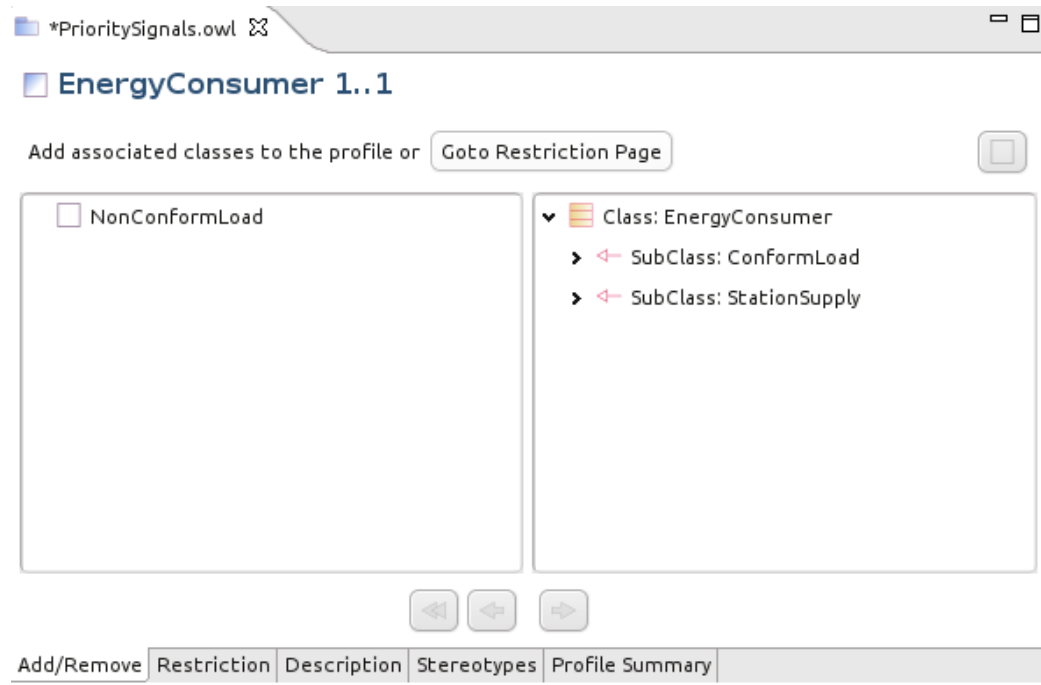 *PrioritySignals.owl
EnergyConsumer 1..1
Add associated classes to the profile or Goto Restriction Page
NonConformLoad
Class: EnergyConsumer
SubClass: ConformLoad
SubClass: StationSupply
Add/Remove Restriction Description Stereotypes Profile Summary